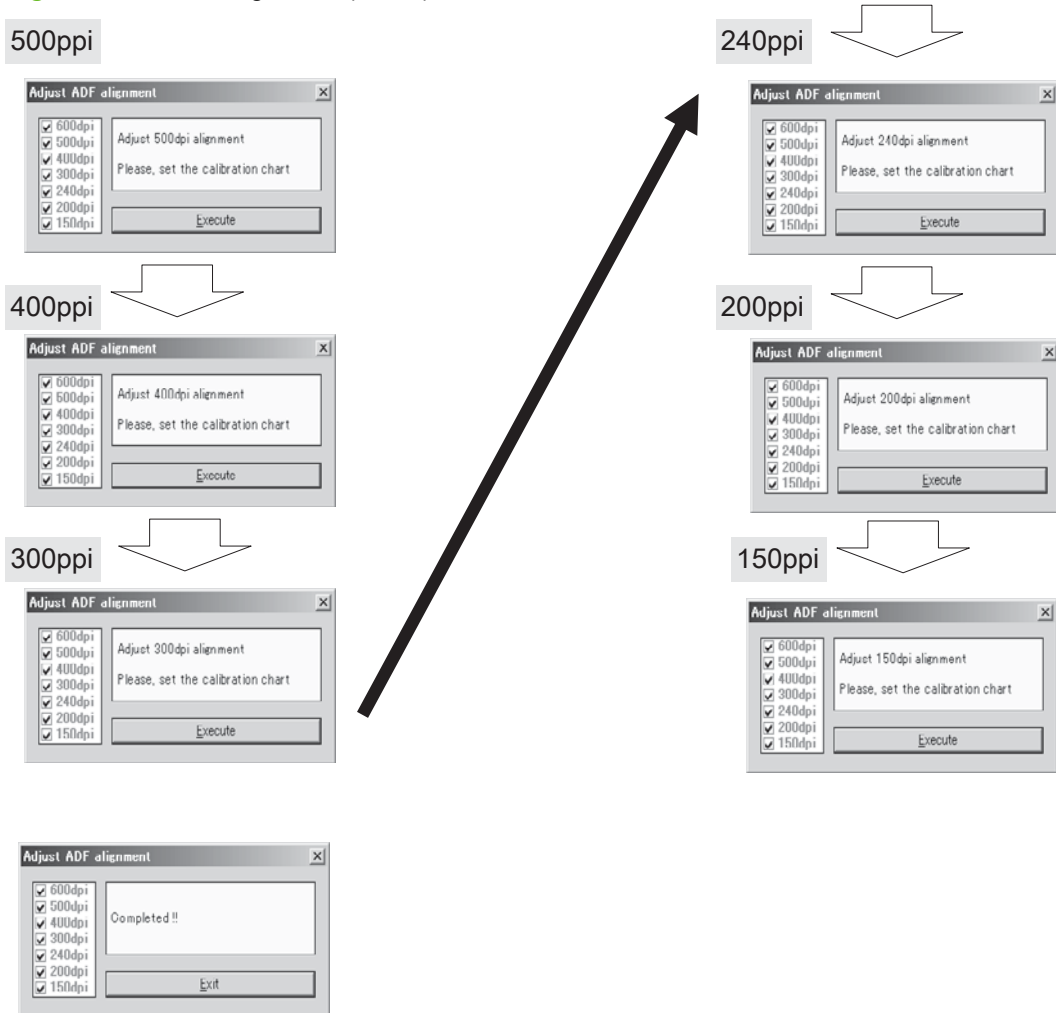 500ppi
Adjust ADF alignment
600dpi
500dpi
400dpi
300dpi
240dpi
200dpi
150dpi
Adjust 500dpi alignment
Please, set the calibration chart
Execute
400ppi
Adjust ADF alignment
600dpi
500dpi
400dpi
300dpi
240dpi
200dpi
150dpi
Adjust 400dpi alignment
Please, set the calibration chart
Execute
300ppi
Adjust ADF alignment
600dpi
500dpi
400dpi
300dpi
240dpi
200dpi
150dpi
Adjust 300dpi alignment
Please, set the calibration chart
Execute
240ppi
Adjust ADF alignment
600dpi
500dpi
400dpi
300dpi
240dpi
200dpi
150dpi
Adjust 240dpi alignment
Please, set the calibration chart
Execute
200ppi
Adjust ADF alignment
600dpi
500dpi
400dpi
300dpi
240dpi
200dpi
150dpi
Adjust 200dpi alignment
Please, set the calibration chart
Execute
150ppi
Adjust ADF alignment
600dpi
500dpi
400dpi
300dpi
240dpi
200dpi
150dpi
Adjust 150dpi alignment
Please, set the calibration chart
Execute
Adjust ADF alignment
600dpi
500dpi
400dpi
300dpi
240dpi
200dpi
150dpi
Completed !!
Exit